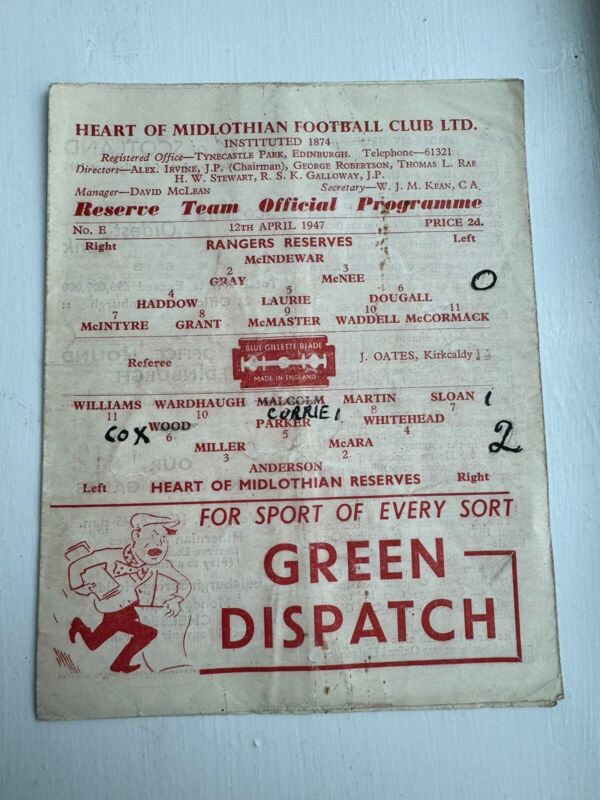 HEART OF MIDLOTHIAN FOOTBALL CLUB LTD.
INSTITUTED 1874
Registered Office—TYNECASTLE PARK, EDINBURGH. Telephone—61321
Directors—ALEX. IRVINE, J.P. (Chairman), GEORGE ROBERTSON, THOMAS L. RAE
H. W. STEWART, R. S. K. GALLOWAY, J.P.
Manager—DAVID MCLEAN Secretary—W. J. M. KEAN, C.A.
Reserve Team Official Programme
No. E 12TH APRIL 1947 PRICE 2d.
Right RANGERS RESERVES Left
MCINDEWAR
2 3
GRAY MCNEE 0
4 5 6
HADDOW LAURIE DOUGALL
7 8 9 10 11
MCINTYRE GRANT MCMASTER WADDELL MCCORMACK
BLUE GILLETTE BLADE
Referee J. OATES, Kirkcaldy
MADE IN ENGLAND
WILLIAMS WARDHAUGH MALCOLM MARTIN SLOAN 1
11 10 CURRIE 1 8 7
COX WOOD PARKER WHITEHEAD
6 5 4 2
MILLER MCARA
3 2
ANDERSON
Left HEART OF MIDLOTHIAN RESERVES Right
FOR SPORT OF EVERY SORT
GREEN
DISPATCH